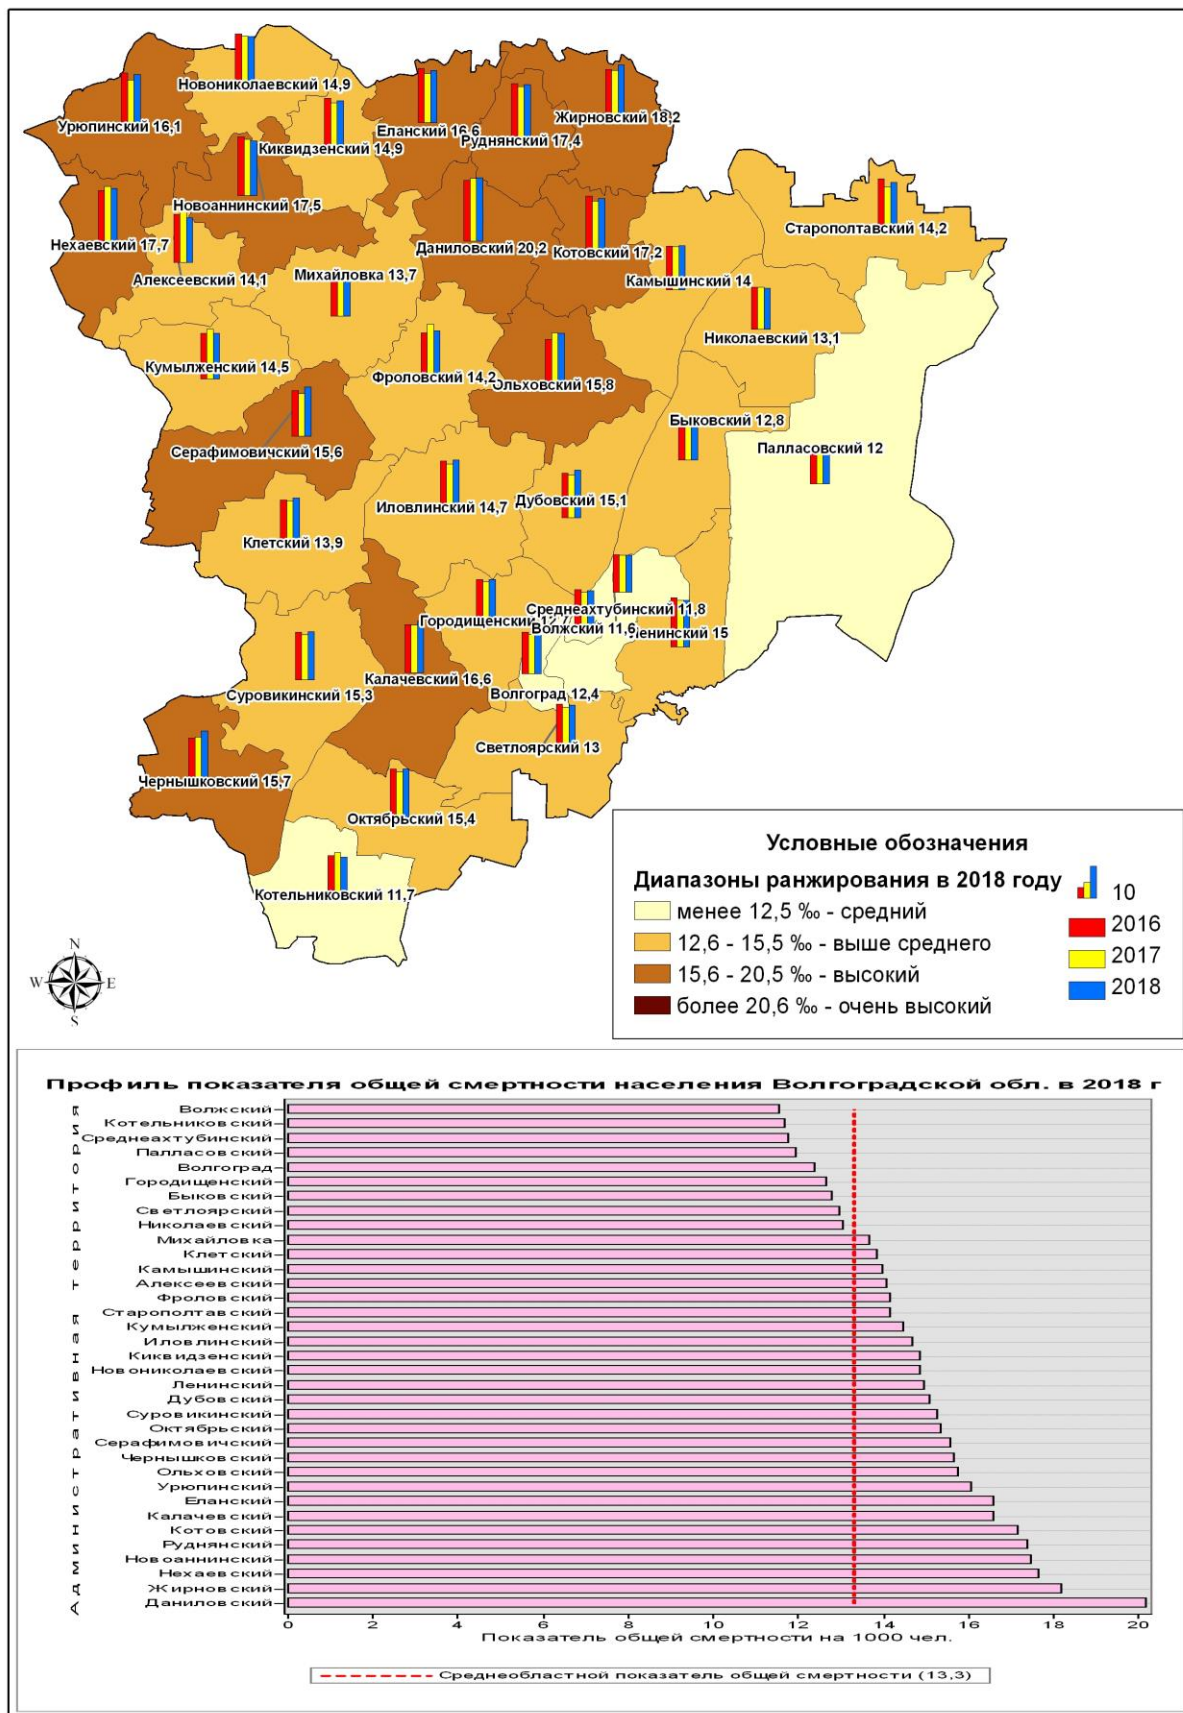 Новониколаевский 14,9
Урюпинский 16,1
Киквидзенский 14,9
Еланский 16,6
Руднянский 17,4
Жирновский 18,2
Новоаннинский 17,5
Нехаевский 17,7
Алексеевский 14,1
Михайловка 13,7
Даниловский 20,2
Котовский 17,2
Камышинский 14
Старополтавский 14,2
Николаевский 13,1
Кумылженский 14,5
Фроловский 14,2
Ольховский 15,8
Серафимовичский 15,6
Быковский 12,8
Палласовский 12
Иловлинский 14,7
Дубовский 15,1
Клетский 13,9
Среднеахтубинский 11,8
Городищенский 12,7
Волжский 11,6
Ленинский 15
Суровикинский 15,3
Калачевский 16,6
Волгоград 12,4
Светлоярский 13
Чернышковский 15,7
Октябрьский 15,4
Котельниковский 11,7
N
W E
S
Условные обозначения
Диапазоны ранжирования в 2018 году
менее 12,5 ‰ - средний
12,6 - 15,5 ‰ - выше среднего
15,6 - 20,5 ‰ - высокий
более 20,6 ‰ - очень высокий
10
2016
2017
2018
Профиль показателя общей смертности населения Волгоградской обл. в 2018 г
Административная территория
Волжский
Котельниковский
Среднеахтубинский
Палласовский
Волгоград
Городищенский
Быковский
Светлоярский
Николаевский
Михайловка
Клетский
Камышинский
Алексеевский
Фроловский
Старополтавский
Кумылженский
Иловлинский
Киквидзенский
Новониколаевский
Ленинский
Дубовский
Суровикинский
Октябрьский
Серафимовичский
Чернышковский
Ольховский
Урюпинский
Еланский
Калачевский
Котовский
Руднянский
Новоаннинский
Нехаевский
Жирновский
Даниловский
0 2 4 6 8 10 12 14 16 18 20
Показатель общей смертности на 1000 чел.
Среднеобластной показатель общей смертности (13,3)